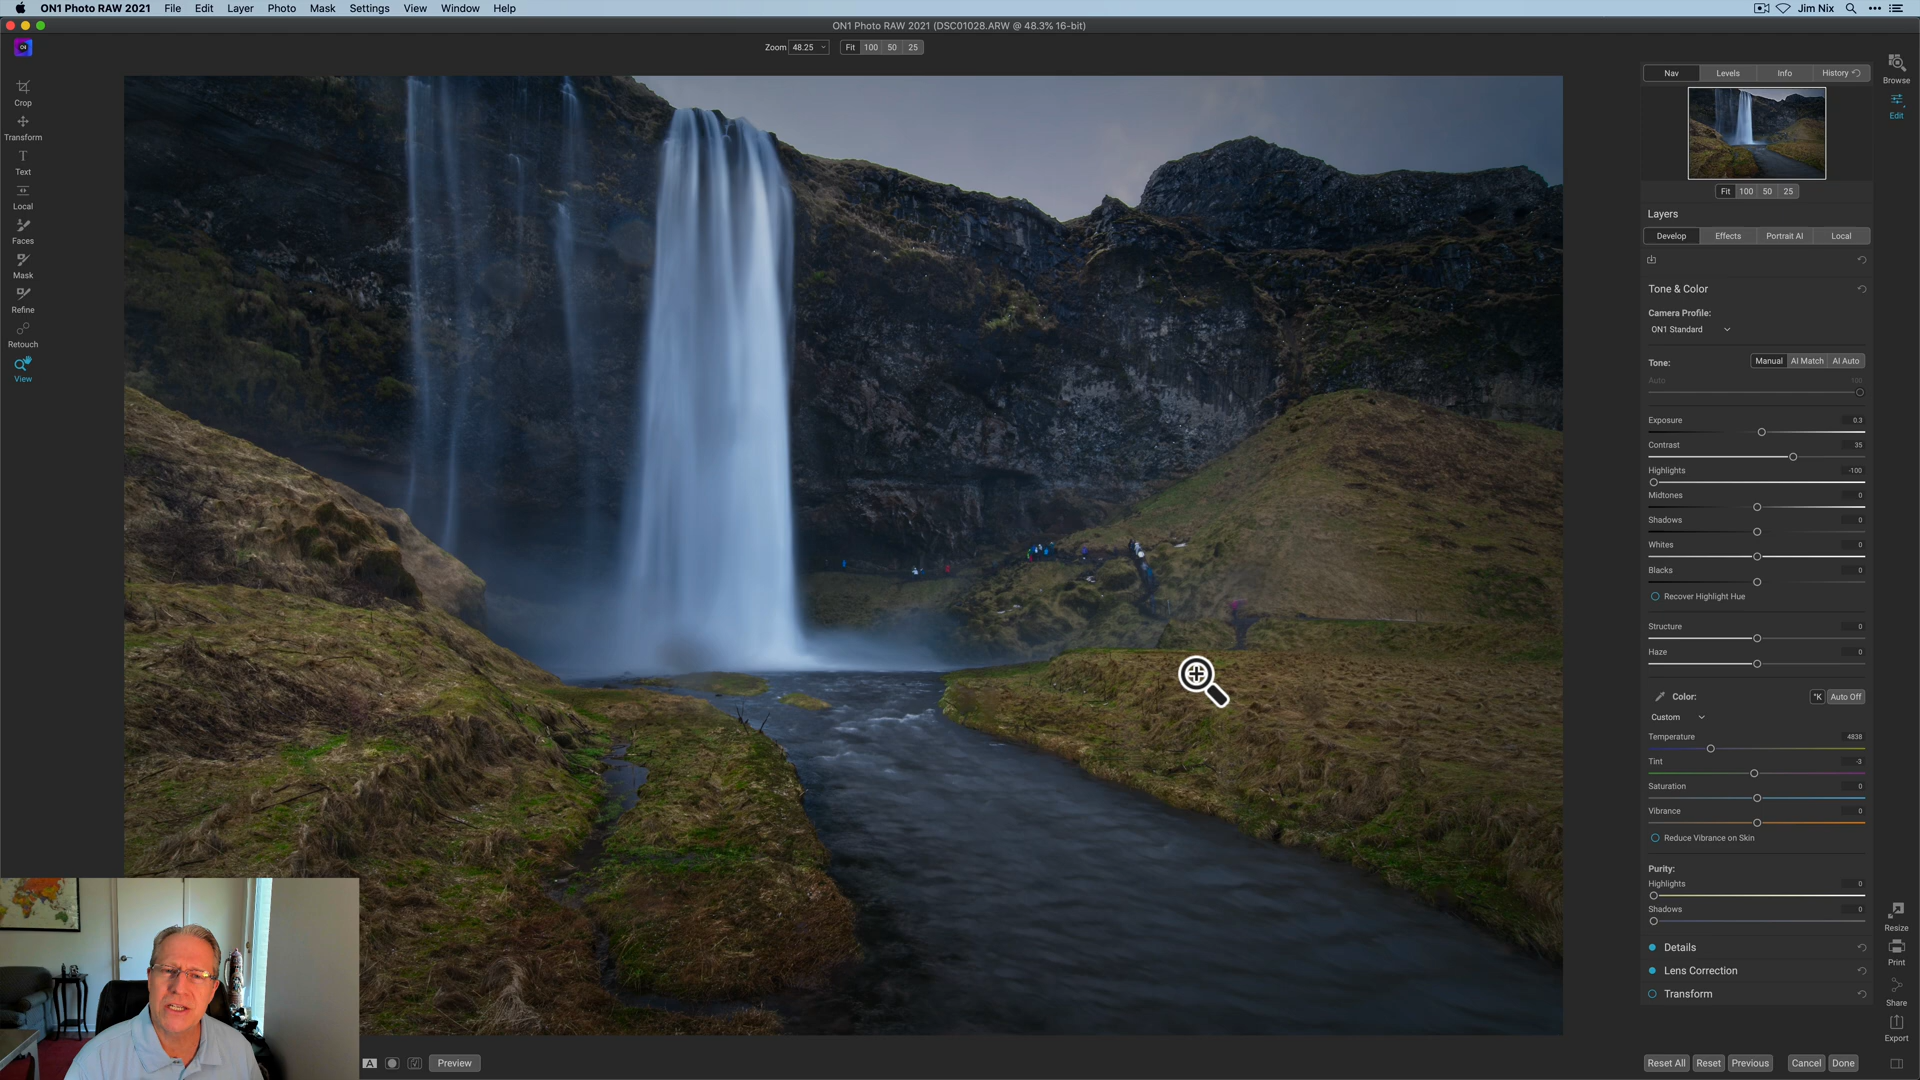 ON1 Photo RAW 2021 File Edit Layer Photo Mask Settings View Window Help Jim Nix
ON1 Photo RAW 2021 (DSC01028.ARW @ 48.3% 16-bit)
Zoom 48.25 Fit 100 50 25
Crop
Transform
Text
Local
Faces
Mask
Refine
Retouch
View
Nav Levels Info History
Browse
Edit
Fit 100 50 25
Layers
Develop Effects Portrait AI Local
Tone & Color
Camera Profile:
ON1 Standard
Tone: Manual AI Match AI Auto
Auto 100
Exposure 0.3
Contrast 35
Highlights -100
Midtones 0
Shadows 0
Whites 0
Blacks 0
Recover Highlight Hue
Structure 0
Haze 0
Color: °K Auto Off
Custom
Temperature 4838
Tint -3
Saturation 0
Vibrance 0
Reduce Vibrance on Skin
Purity:
Highlights 0
Shadows 0
Details
Lens Correction
Transform
Resize
Print
Share
Export
A Preview
Reset All Reset Previous Cancel Done